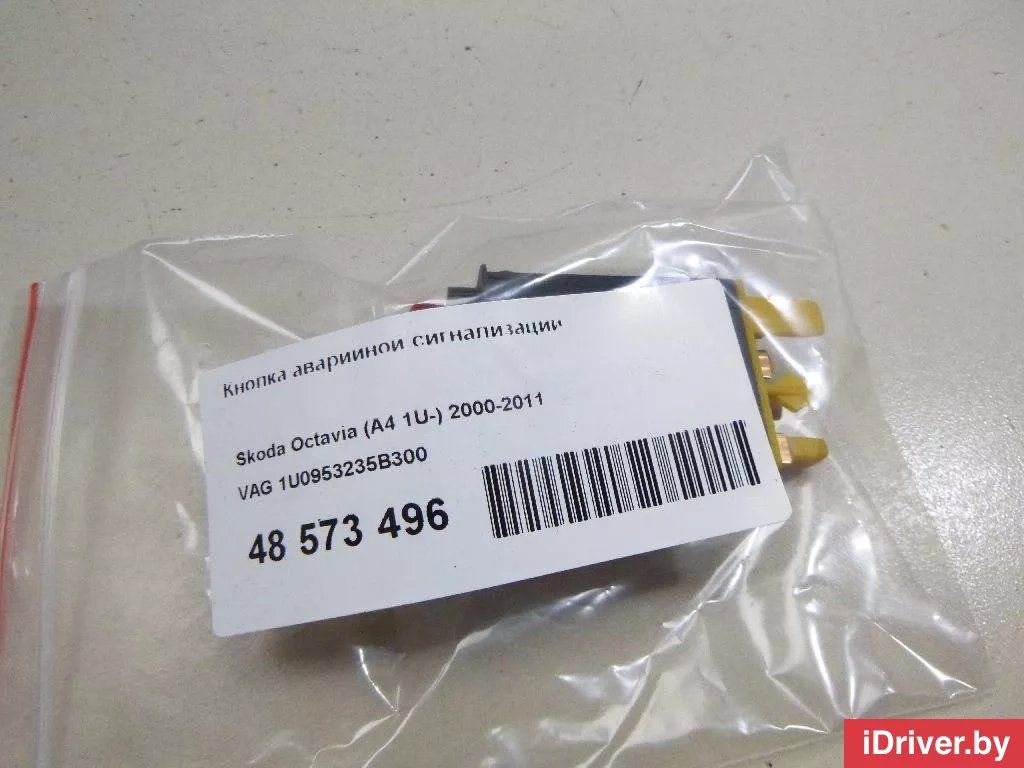 Кнопка аварийной сигнализации
Skoda Octavia (A4 1U-) 2000-2011
VAG 1U0953235B300
48 573 496
iDriver.by